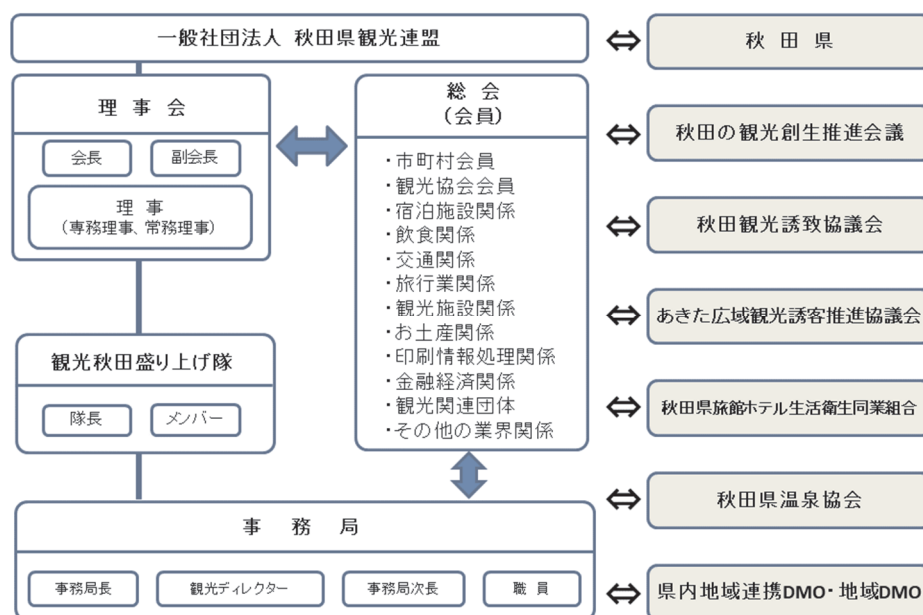 一般社団法人 秋田県観光連盟
理 事 会
会長
副会長
理 事
(専務理事、常務理事)
観光秋田盛り上げ隊
隊長
メンバー
総 会
(会員)
・市町村会員
・観光協会会員
・宿泊施設関係
・飲食関係
・交通関係
・旅行業関係
・観光施設関係
・お土産関係
・印刷情報処理関係
・金融経済関係
・観光関連団体
・その他の業界関係
事 務 局
事務局長
観光ディレクター
事務局次長
職 員
秋 田 県
秋田の観光創生推進会議
秋田観光誘致協議会
あきた広域観光誘客推進協議会
秋田県旅館ホテル生活衛生同業組合
秋田県温泉協会
県内地域連携DMO・地域DMO